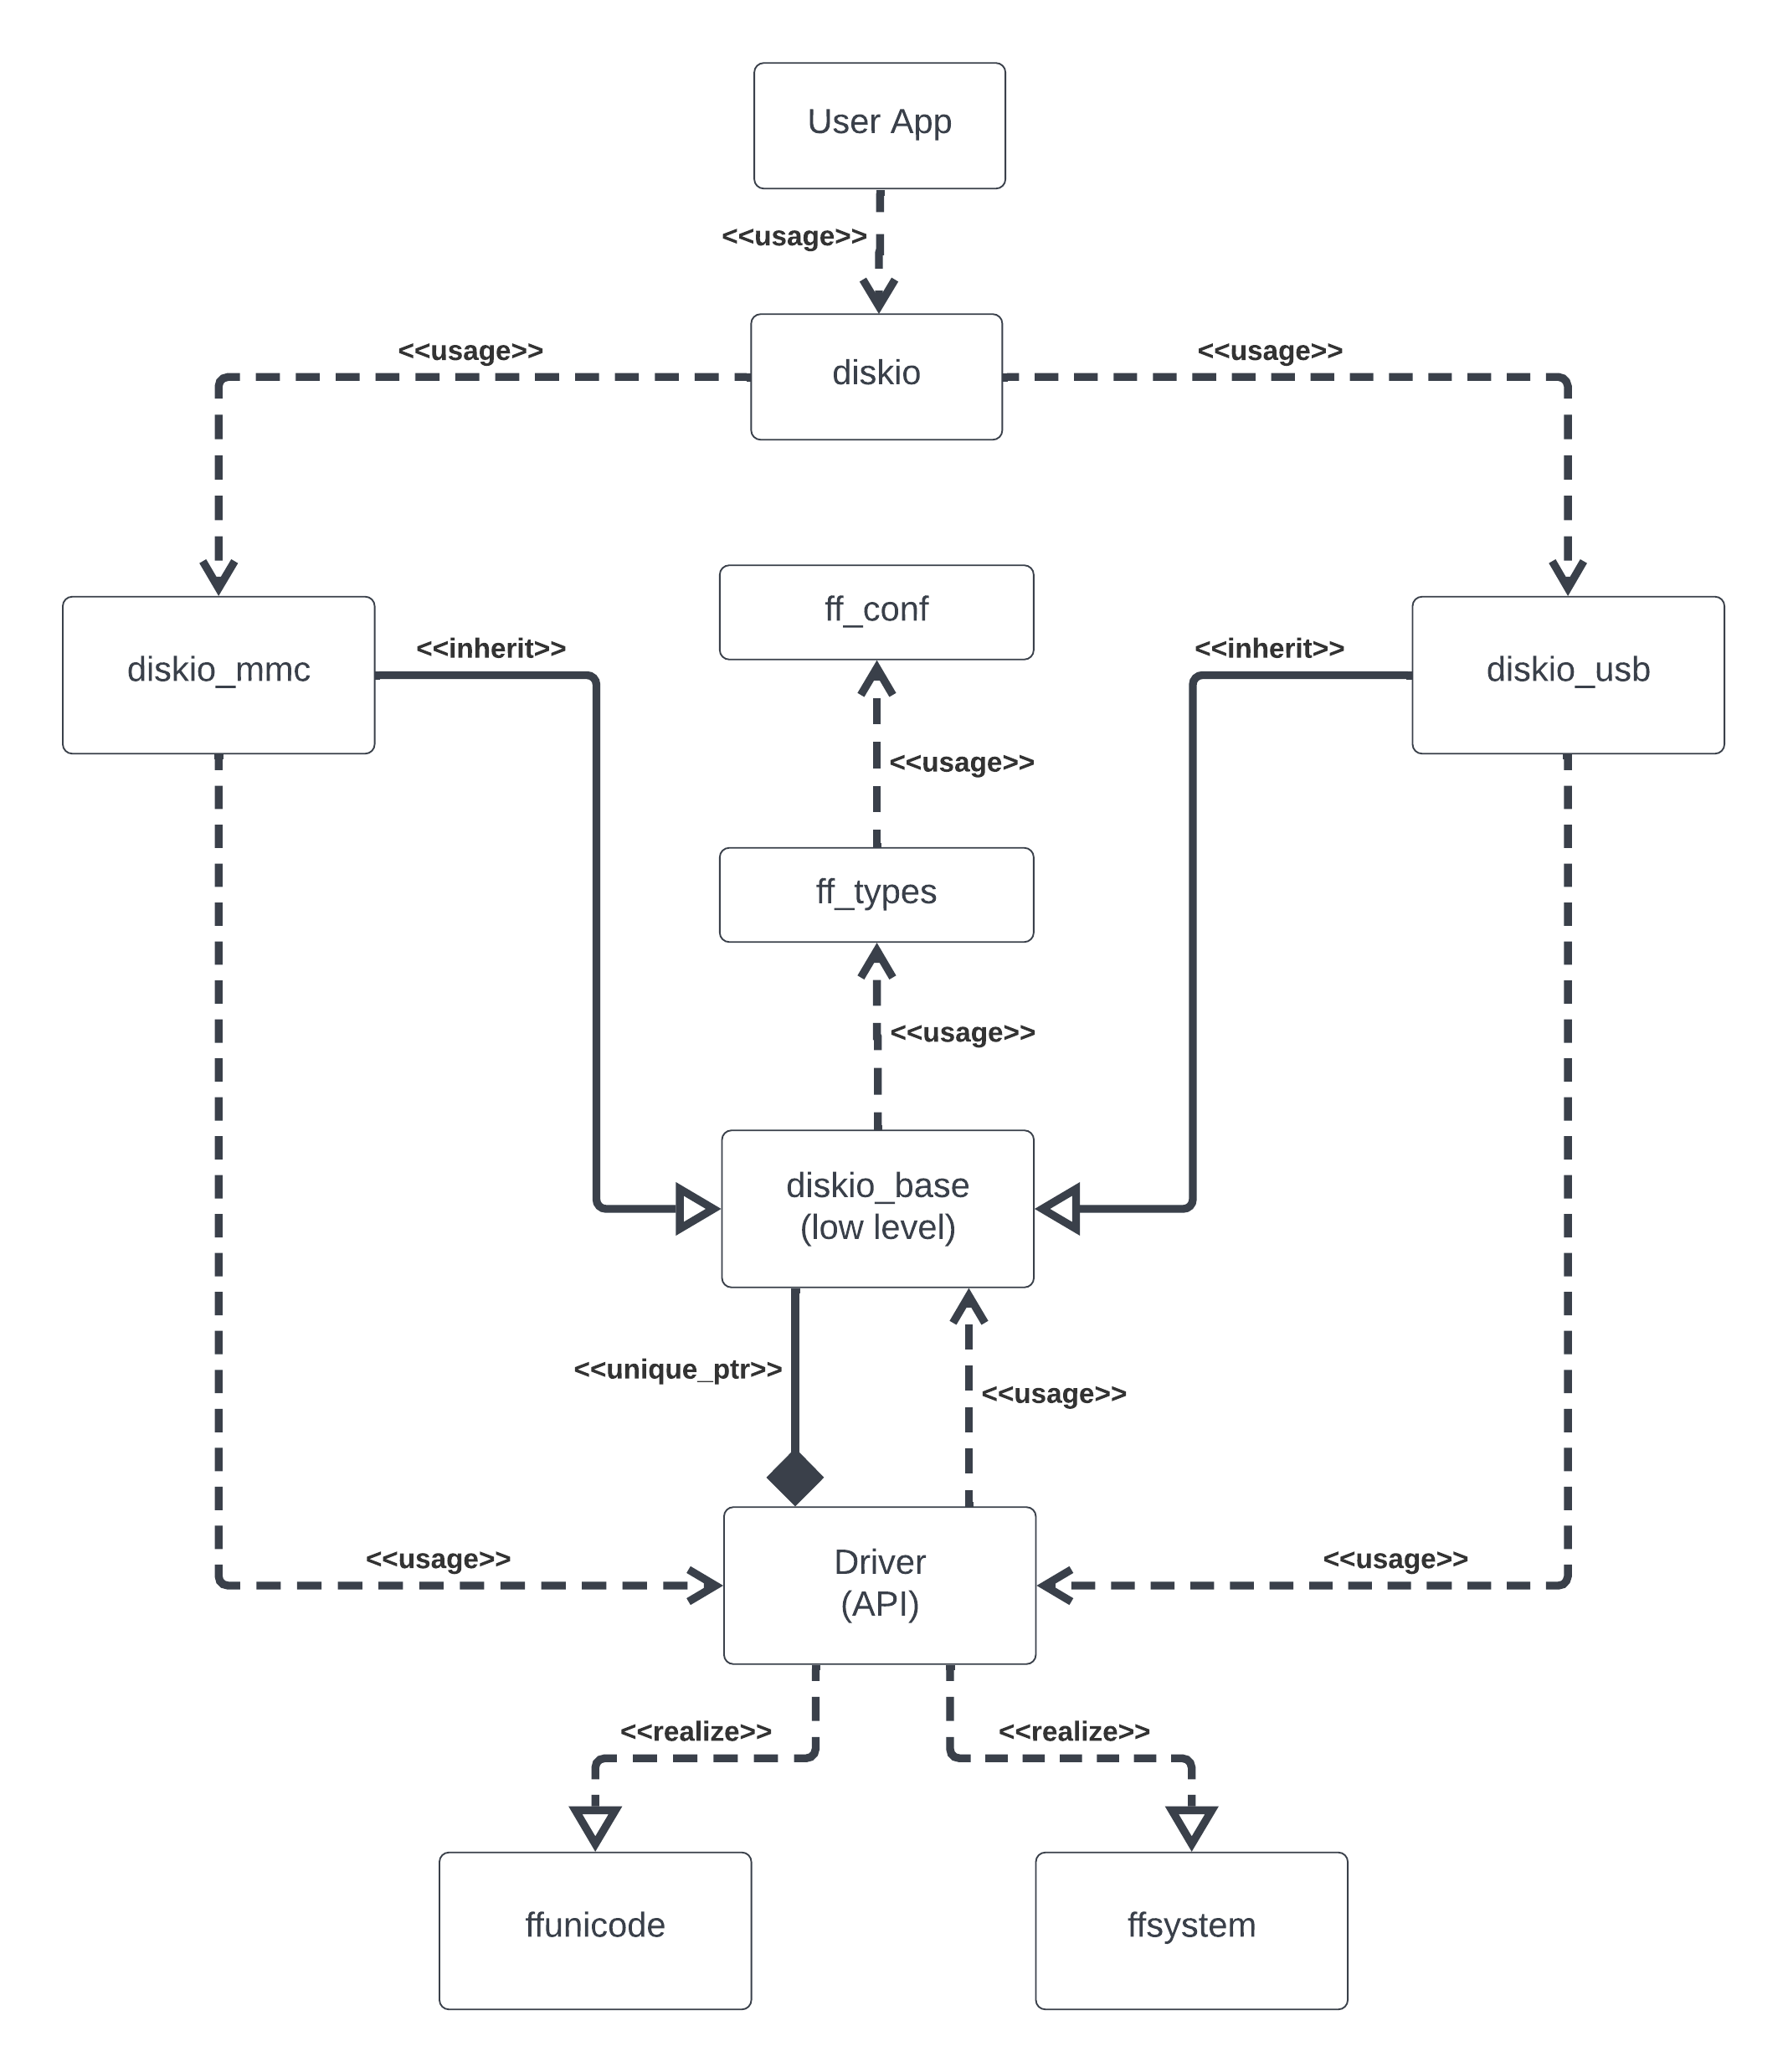 User App
<<usage>>
<<usage>>
diskio
<<usage>>
ff_conf
diskio_mmc
<<inherit>>
<<inherit>>
diskio_usb
<<usage>>
ff_types
<<usage>>
diskio_base
(low level)
<<unique_ptr>>
<<usage>>
<<usage>>
Driver
(API)
<<usage>>
<<realize>>
<<realize>>
ffunicode
ffsystem